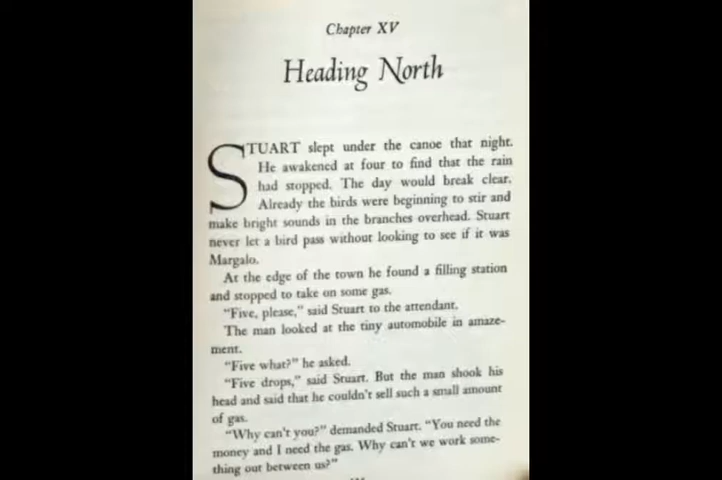 Chapter XV
Heading North
STUART slept under the canoe that night.
He awakened at four to find that the rain
had stopped. The day would break clear.
Already the birds were beginning to stir and
make bright sounds in the branches overhead. Stuart
never let a bird pass without looking to see if it was
Margalo.
At the edge of the town he found a filling station
and stopped to take on some gas.
“Five, please,” said Stuart to the attendant.
The man looked at the tiny automobile in amaze-
ment.
“Five what?” he asked.
“Five drops,” said Stuart. But the man shook his
head and said that he couldn't sell such a small amount
of gas.
“Why can't you?” demanded Stuart. “You need the
money and I need the gas. Why can't we work some-
thing out between us?”